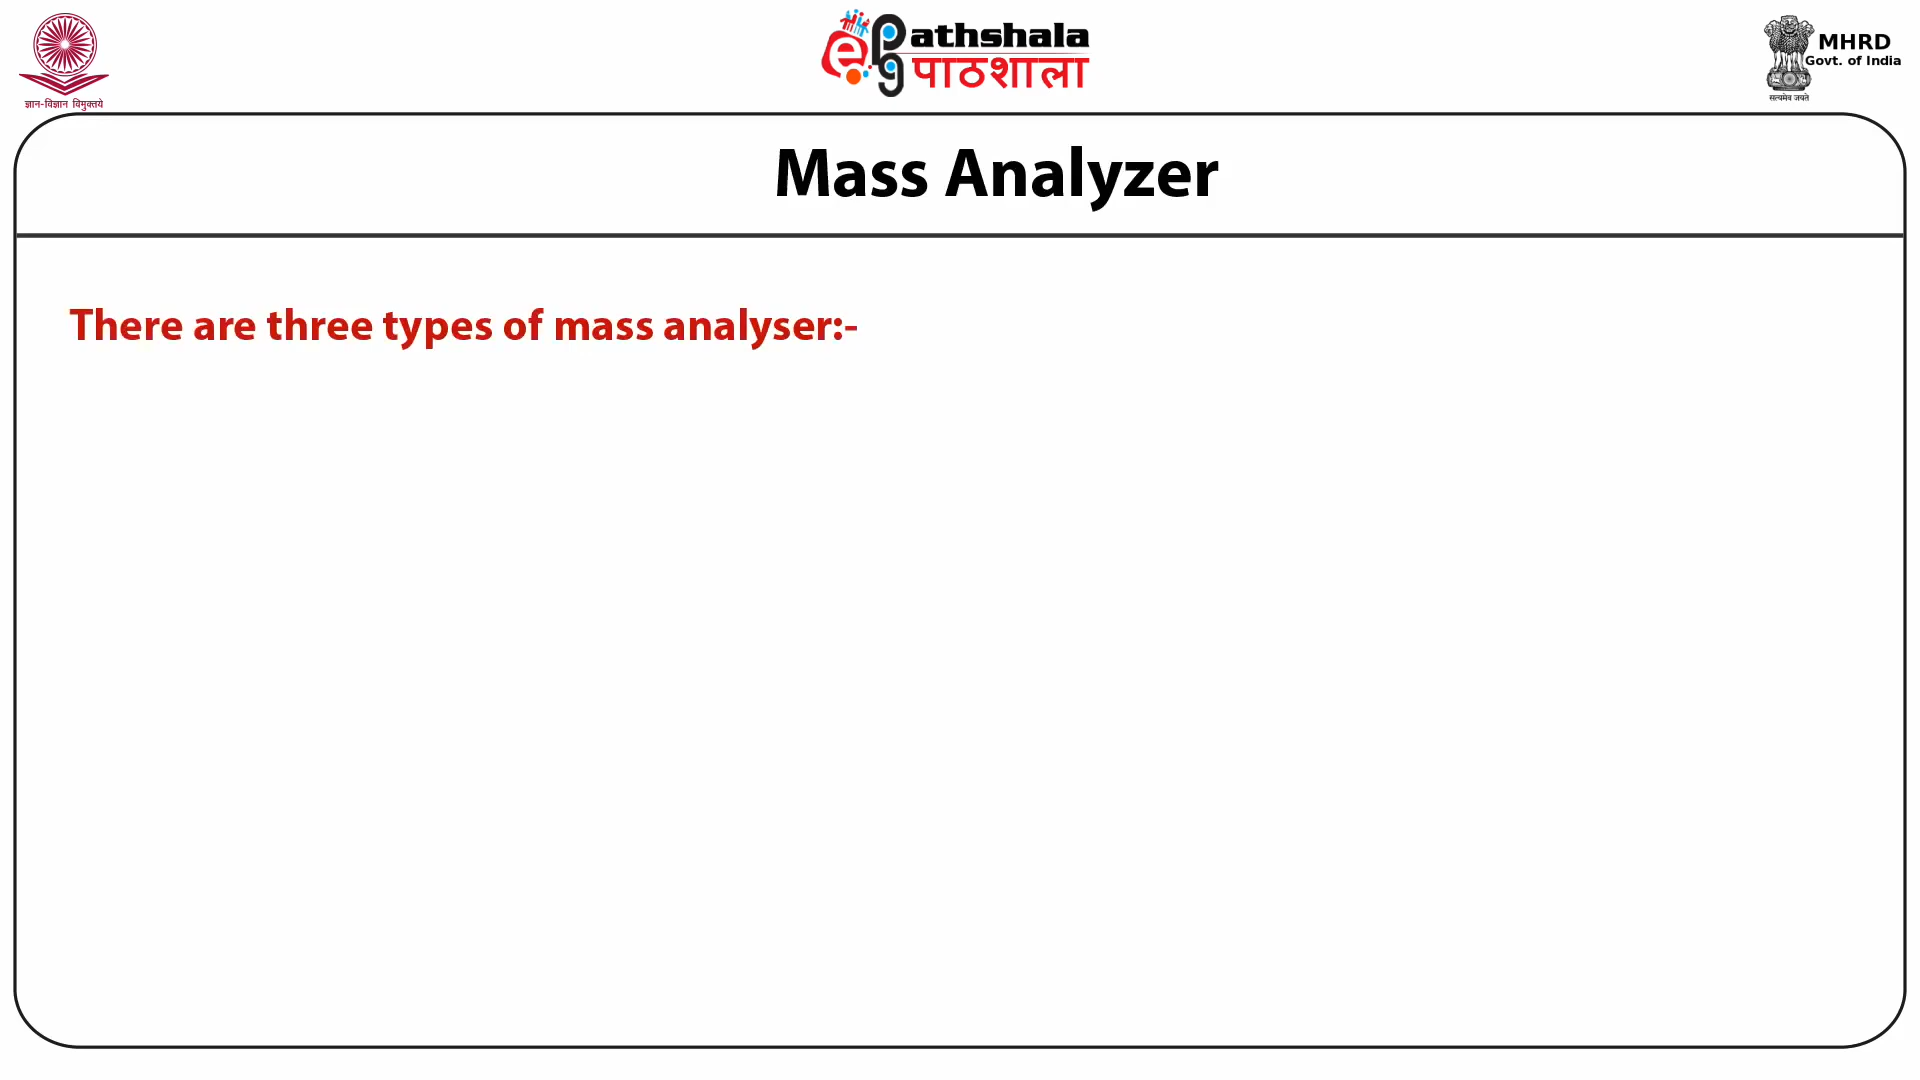 ज्ञान-विज्ञान विमुक्तये
e PG athshala
पाठशाला
MHRD
Govt. of India
सत्यमेव जयते
Mass Analyzer
There are three types of mass analyser:-